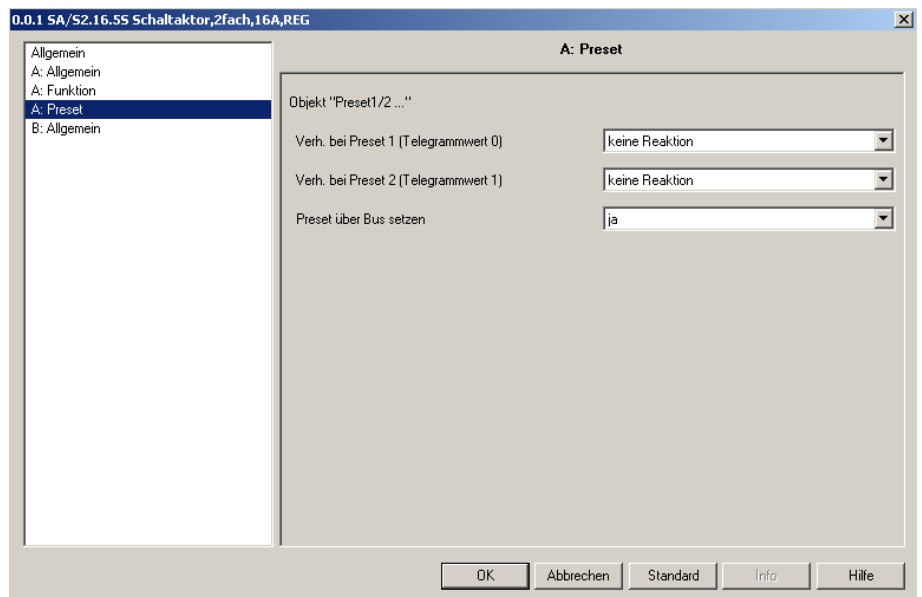 0.0.1 SA/S2.16.5S Schaltaktor,2fach,16A,REG
Allgemein
A: Allgemein
A: Funktion
A: Preset
B: Allgemein
A: Preset
Objekt "Preset1/2 ..."
Verh. bei Preset 1 (Telegrammwert 0) keine Reaktion
Verh. bei Preset 2 (Telegrammwert 1) keine Reaktion
Preset über Bus setzen ja
OK Abbrechen Standard Info Hilfe